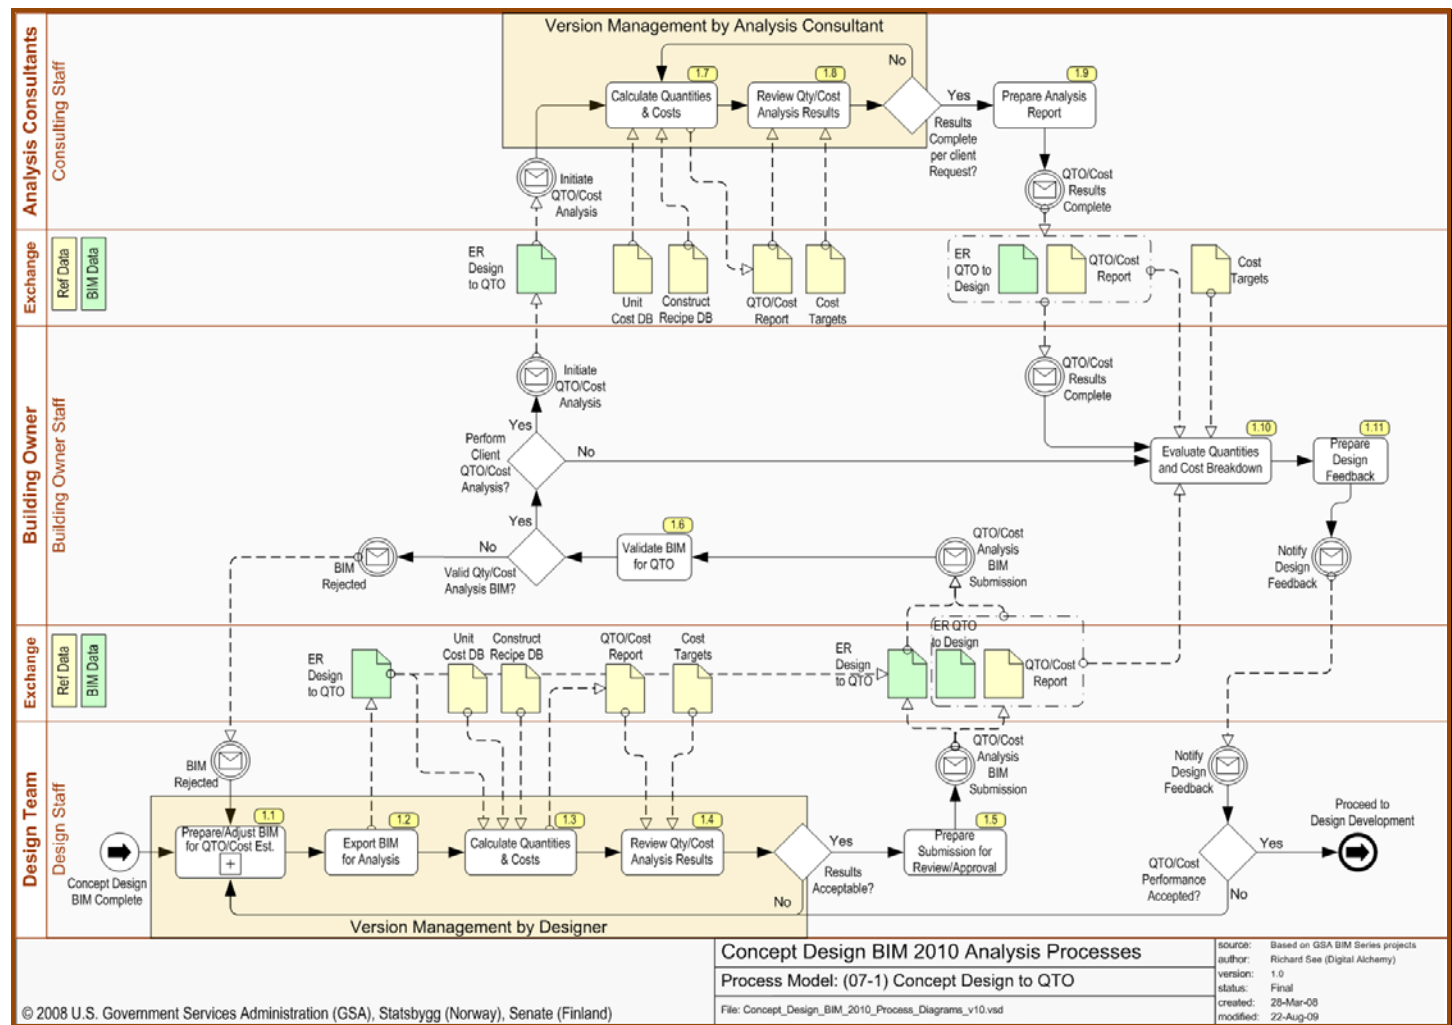 Version Management by Analysis Consultant
Analysis Consultants
Consulting Staff
No
1.7
Calculate Quantities
& Costs
1.8
Review Qty/Cost
Analysis Results
Yes
Results
Complete
per client
Request?
1.9
Prepare Analysis
Report
Initiate
QTO/Cost
Analysis
QTO/Cost
Results
Complete
Exchange
Ref Data
BIM Data
ER
Design
to QTO
Unit
Cost DB
Construct
Recipe DB
QTO/Cost
Report
Cost
Targets
ER
QTO to
Design
QTO/Cost
Report
Cost
Targets
Building Owner
Building Owner Staff
Initiate
QTO/Cost
Analysis
QTO/Cost
Results
Complete
Yes
Perform
Client
QTO/Cost
Analysis?
No
1.10
Evaluate Quantities
and Cost Breakdown
1.11
Prepare
Design
Feedback
Yes
No
Valid Qty/Cost
Analysis BIM?
1.6
Validate BIM
for QTO
QTO/Cost
Analysis
BIM
Submission
BIM
Rejected
Notify
Design
Feedback
Exchange
Ref Data
BIM Data
ER
Design
to QTO
Unit
Cost DB
Construct
Recipe DB
QTO/Cost
Report
Cost
Targets
ER
Design
to QTO
ER QTO
to Design
QTO/Cost
Report
Design Team
Design Staff
BIM
Rejected
QTO/Cost
Analysis
BIM
Submission
Notify
Design
Feedback
Concept Design
BIM Complete
1.1
Prepare/Adjust BIM
for QTO/Cost Est.
+
1.2
Export BIM
for Analysis
1.3
Calculate Quantities
& Costs
1.4
Review Qty/Cost
Analysis Results
Yes
Results
Acceptable?
No
1.5
Prepare
Submission for
Review/Approval
QTO/Cost
Performance
Accepted?
Yes
No
Proceed to
Design Development
Version Management by Designer
Concept Design BIM 2010 Analysis Processes
Process Model: (07-1) Concept Design to QTO
File: Concept_Design_BIM_2010_Process_Diagrams_v10.vsd
source: Based on GSA BIM Series projects
author: Richard See (Digital Alchemy)
version: 1.0
status: Final
created: 28-Mar-08
modified: 22-Aug-09
© 2008 U.S. Government Services Administration (GSA), Statsbygg (Norway), Senate (Finland)